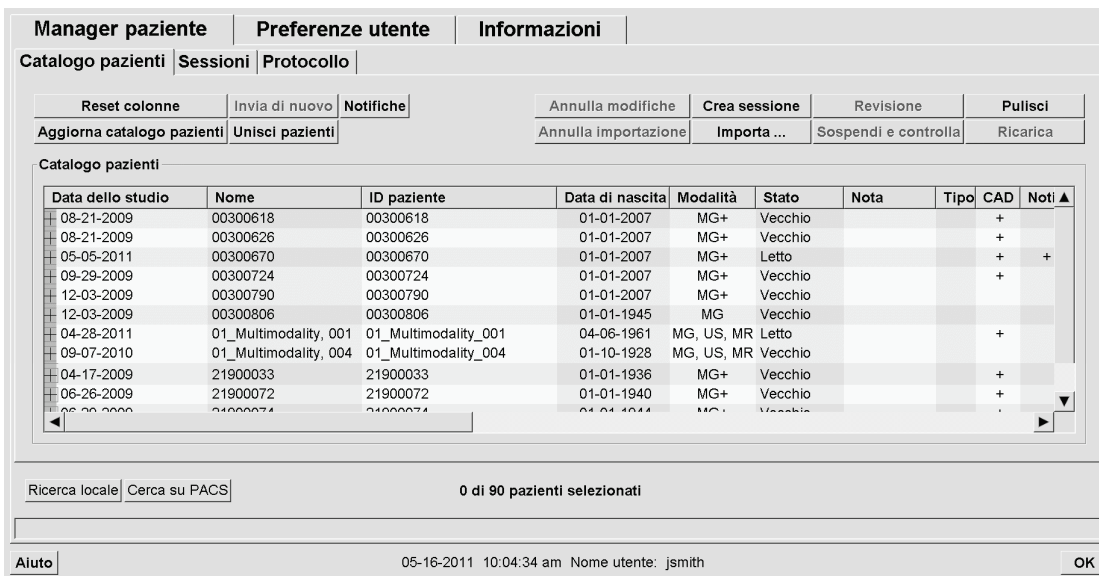 Manager paziente Preferenze utente Informazioni
Catalogo pazienti Sessioni Protocollo
Reset colonne Invia di nuovo Notifiche Annulla modifiche Crea sessione Revisione Pulisci
Aggiorna catalogo pazienti Unisci pazienti Annulla importazione Importa ... Sospendi e controlla Ricarica
Catalogo pazienti
Data dello studio Nome ID paziente Data di nascita Modalità Stato Nota Tipo CAD Noti
08-21-2009 00300618 00300618 01-01-2007 MG+ Vecchio +
08-21-2009 00300626 00300626 01-01-2007 MG+ Vecchio +
05-05-2011 00300670 00300670 01-01-2007 MG+ Letto + +
09-29-2009 00300724 00300724 01-01-2007 MG+ Vecchio +
12-03-2009 00300790 00300790 01-01-2007 MG+ Vecchio
12-03-2009 00300806 00300806 01-01-1945 MG Vecchio
04-28-2011 01_Multimodality, 001 01_Multimodality_001 04-06-1961 MG, US, MR Letto +
09-07-2010 01_Multimodality, 004 01_Multimodality_004 01-10-1928 MG, US, MR Vecchio
04-17-2009 21900033 21900033 01-01-1936 MG+ Vecchio +
06-26-2009 21900072 21900072 01-01-1940 MG+ Vecchio +
Ricerca locale Cerca su PACS 0 di 90 pazienti selezionati
Aiuto 05-16-2011 10:04:34 am Nome utente: jsmith OK